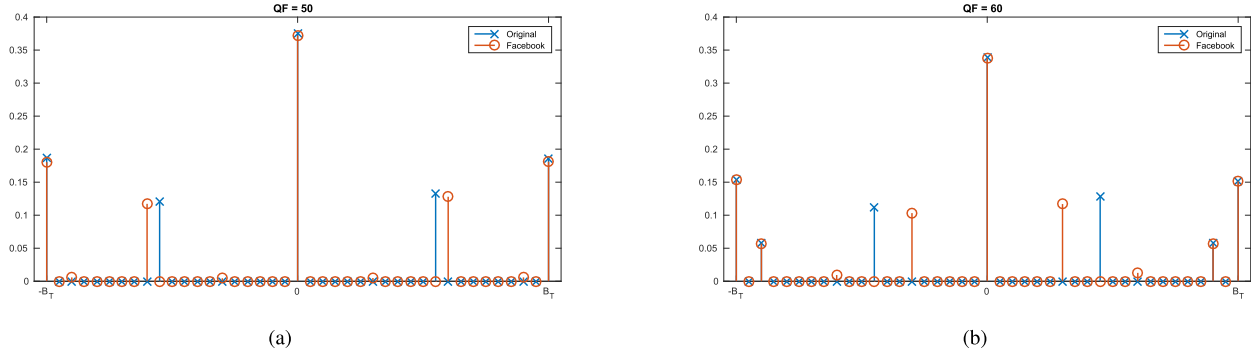 QF = 50
0.4
0.35
0.3
0.25
0.2
0.15
0.1
0.05
0
-B_T
0
B_T
Original
Facebook
(a)
QF = 60
0.4
0.35
0.3
0.25
0.2
0.15
0.1
0.05
0
-B_T
0
B_T
Original
Facebook
(b)